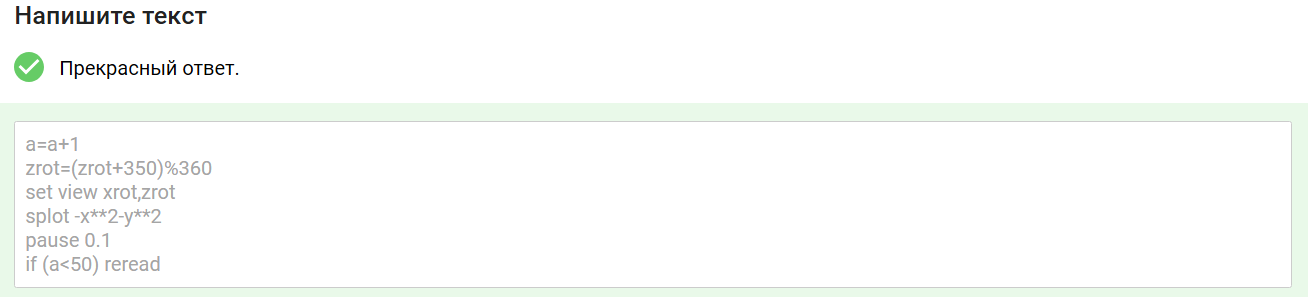 Напишите текст
Прекрасный ответ.
a=a+1
zrot=(zrot+350)%360
set view xrot,zrot
splot -x**2-y**2
pause 0.1
if (a<50) reread